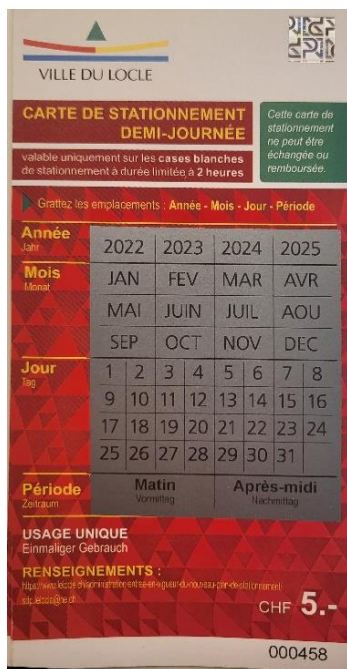 VILLE DU LOCLE
CARTE DE STATIONNEMENT
DEMI-JOURNÉE
Cette carte de
stationnement
ne peut être
échangée ou
remboursée.
valable uniquement sur les cases blanches
de stationnement à durée limitée à 2 heures
Grattez les emplacements : Année - Mois - Jour - Période
Année
Jahr
2022 2023 2024 2025
Mois
Monat
JAN FEV MAR AVR
MAI JUIN JUIL AOU
SEP OCT NOV DEC
Jour
Tag
1 2 3 4 5 6 7 8
9 10 11 12 13 14 15 16
17 18 19 20 21 22 23 24
25 26 27 28 29 30 31
Période
Zeitraum
Matin
Vormittag
Après-midi
Nachmittag
USAGE UNIQUE
Einmaliger Gebrauch
RENSEIGNEMENTS :
CHF 5.-
000458